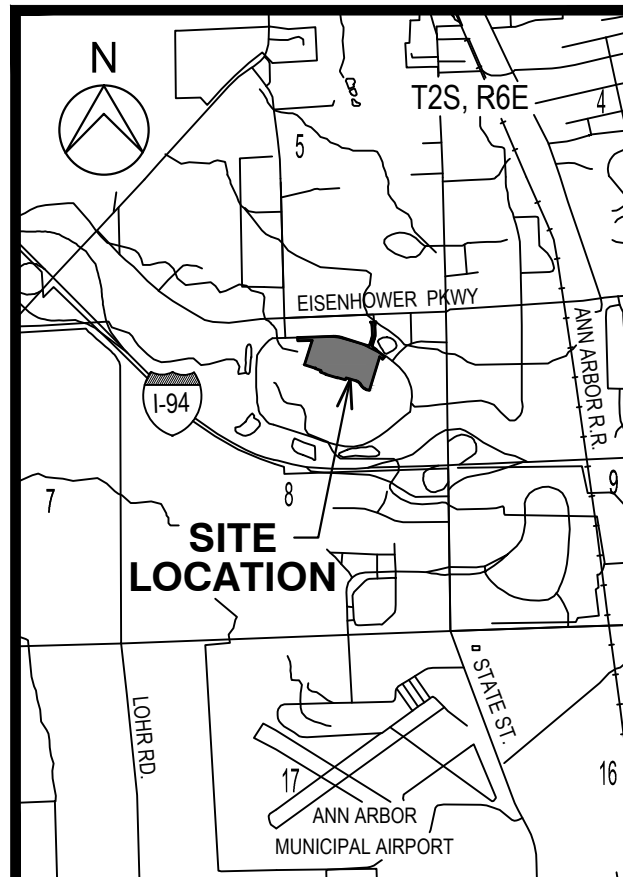 N
T2S, R6E
4
5
EISENHOWER PKWY
ANN ARBOR R.R.
I-94
7
8
9
SITE
LOCATION
LOHR RD.
STATE ST.
17
16
ANN ARBOR
MUNICIPAL AIRPORT